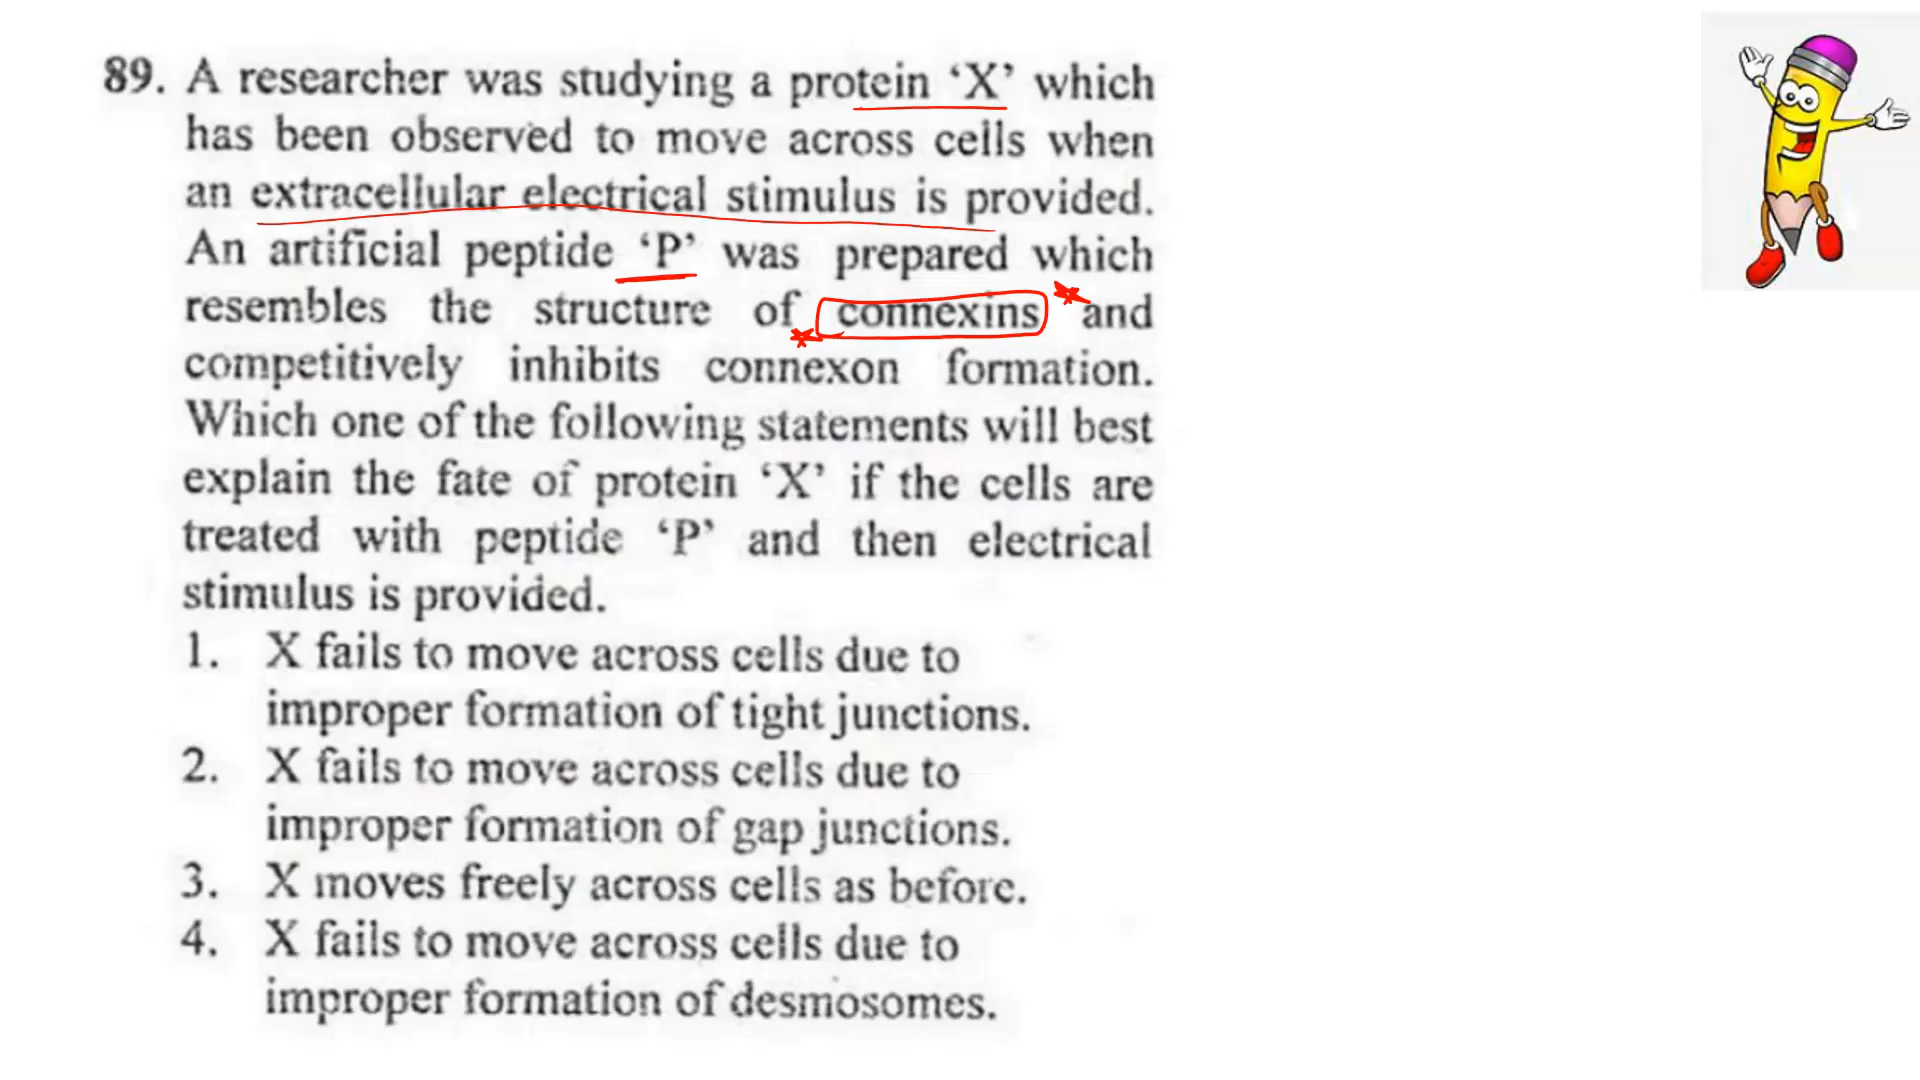 89. A researcher was studying a protein ‘X’ which
has been observed to move across cells when
an extracellular electrical stimulus is provided.
An artificial peptide ‘P’ was prepared which
resembles the structure of connexins and
competitively inhibits connexon formation.
Which one of the following statements will best
explain the fate of protein ‘X’ if the cells are
treated with peptide ‘P’ and then electrical
stimulus is provided.
1. X fails to move across cells due to
improper formation of tight junctions.
2. X fails to move across cells due to
improper formation of gap junctions.
3. X moves freely across cells as before.
4. X fails to move across cells due to
improper formation of desmosomes.